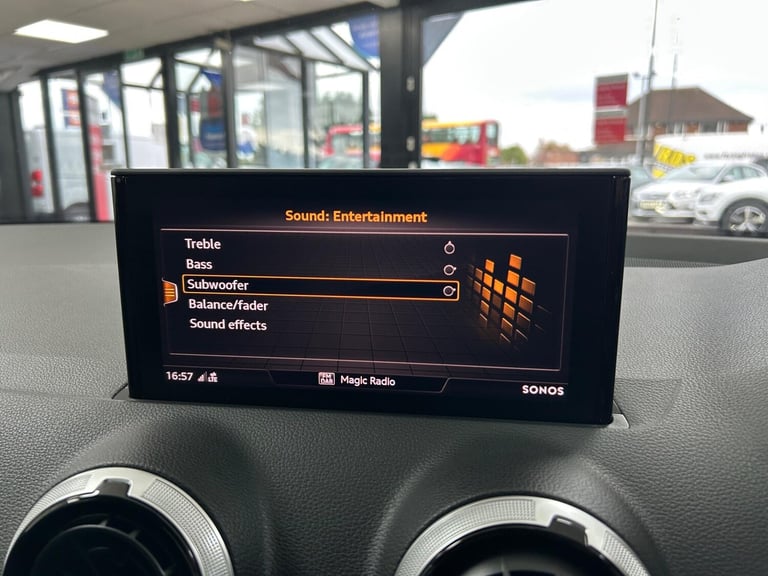 Sound: Entertainment
Treble
Bass
Subwoofer
Balance/fader
Sound effects
16:57 LTE
Magic Radio
SONOS